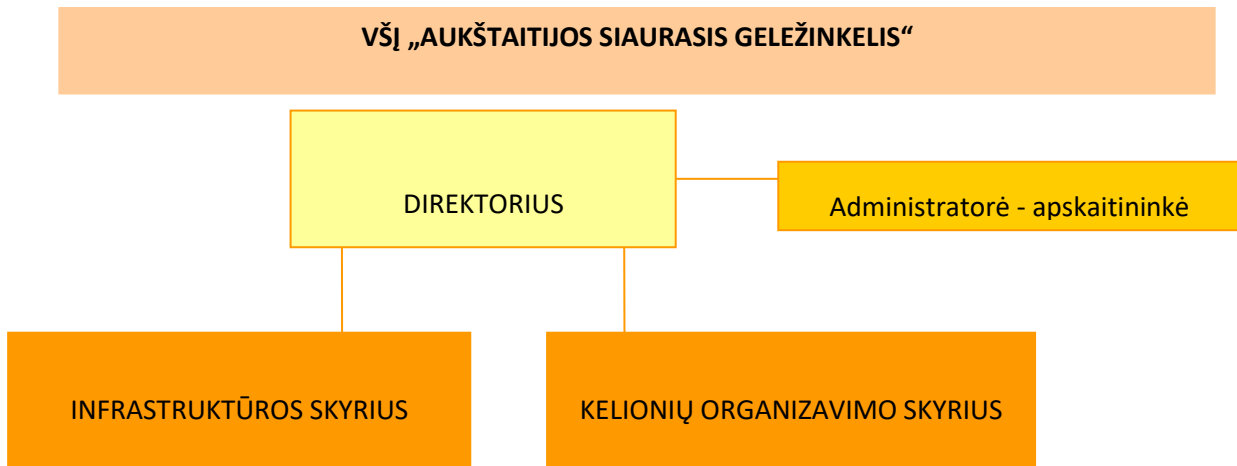 VŠĮ „AUKŠTAITIJOS SIAURASIS GELEŽINKELIS“
DIREKTORIUS
Administratorė - apskaitininkė
INFRASTRUKTŪROS SKYRIUS
KELIONIŲ ORGANIZAVIMO SKYRIUS